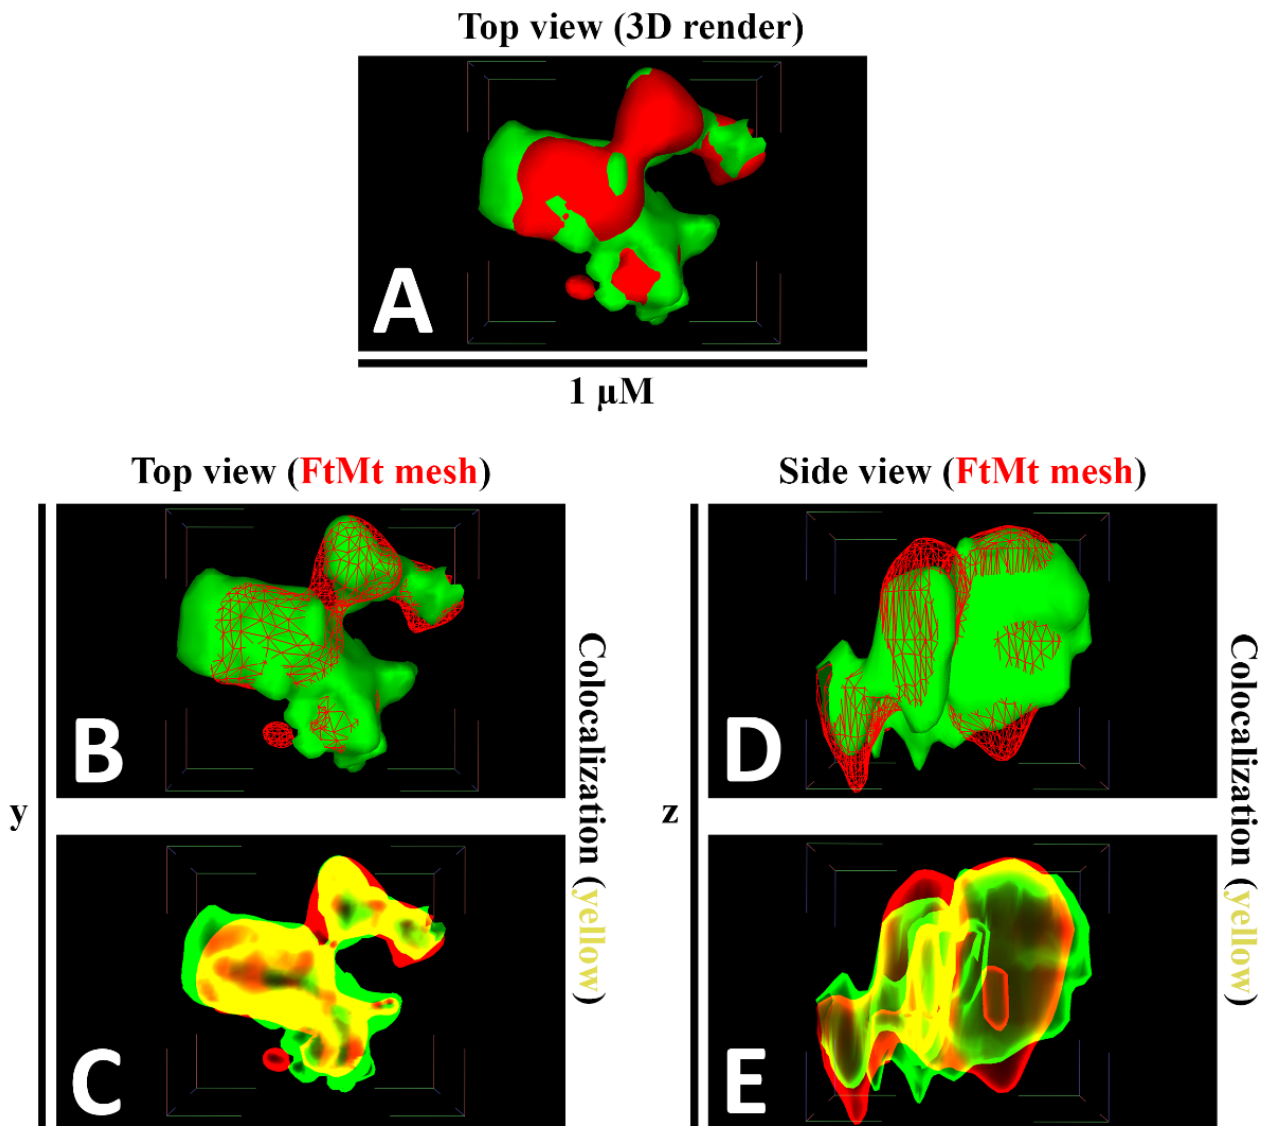 Top view (3D render)
A
1 μM
Top view (FtMt mesh)
Side view (FtMt mesh)
B
D
y
Colocalization (yellow)
z
Colocalization (yellow)
C
E